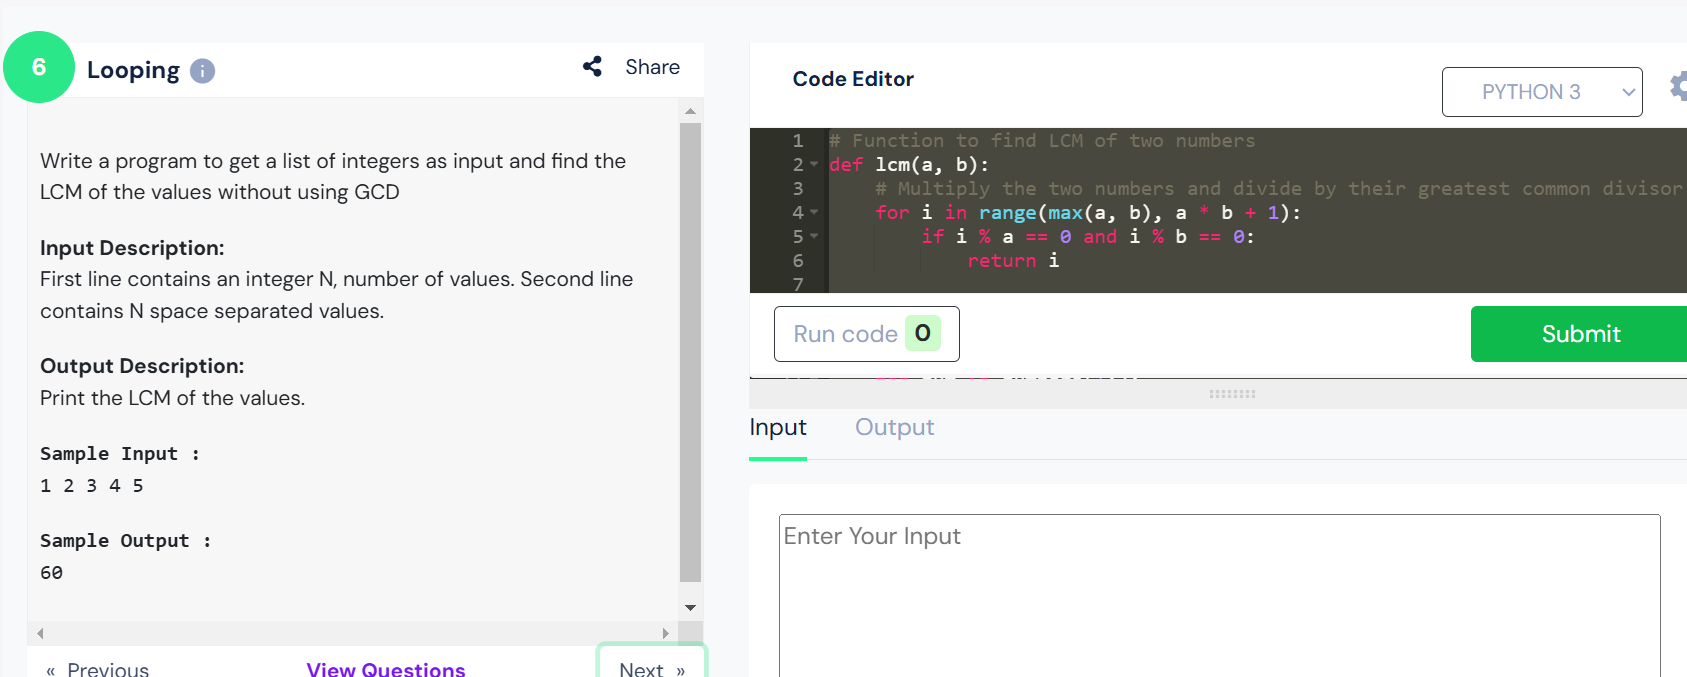 6
Looping
Share
Write a program to get a list of integers as input and find the
LCM of the values without using GCD
Input Description:
First line contains an integer N, number of values. Second line
contains N space separated values.
Output Description:
Print the LCM of the values.
Sample Input :
1 2 3 4 5
Sample Output :
60
« Previous
View Questions
Next »
Code Editor
PYTHON 3
1 # Function to find LCM of two numbers
2 def lcm(a, b):
3 # Multiply the two numbers and divide by their greatest common divisor
4 for i in range(max(a, b), a * b + 1):
5 if i % a == 0 and i % b == 0:
6 return i
7
Run code 0
Submit
Input
Output
Enter Your Input